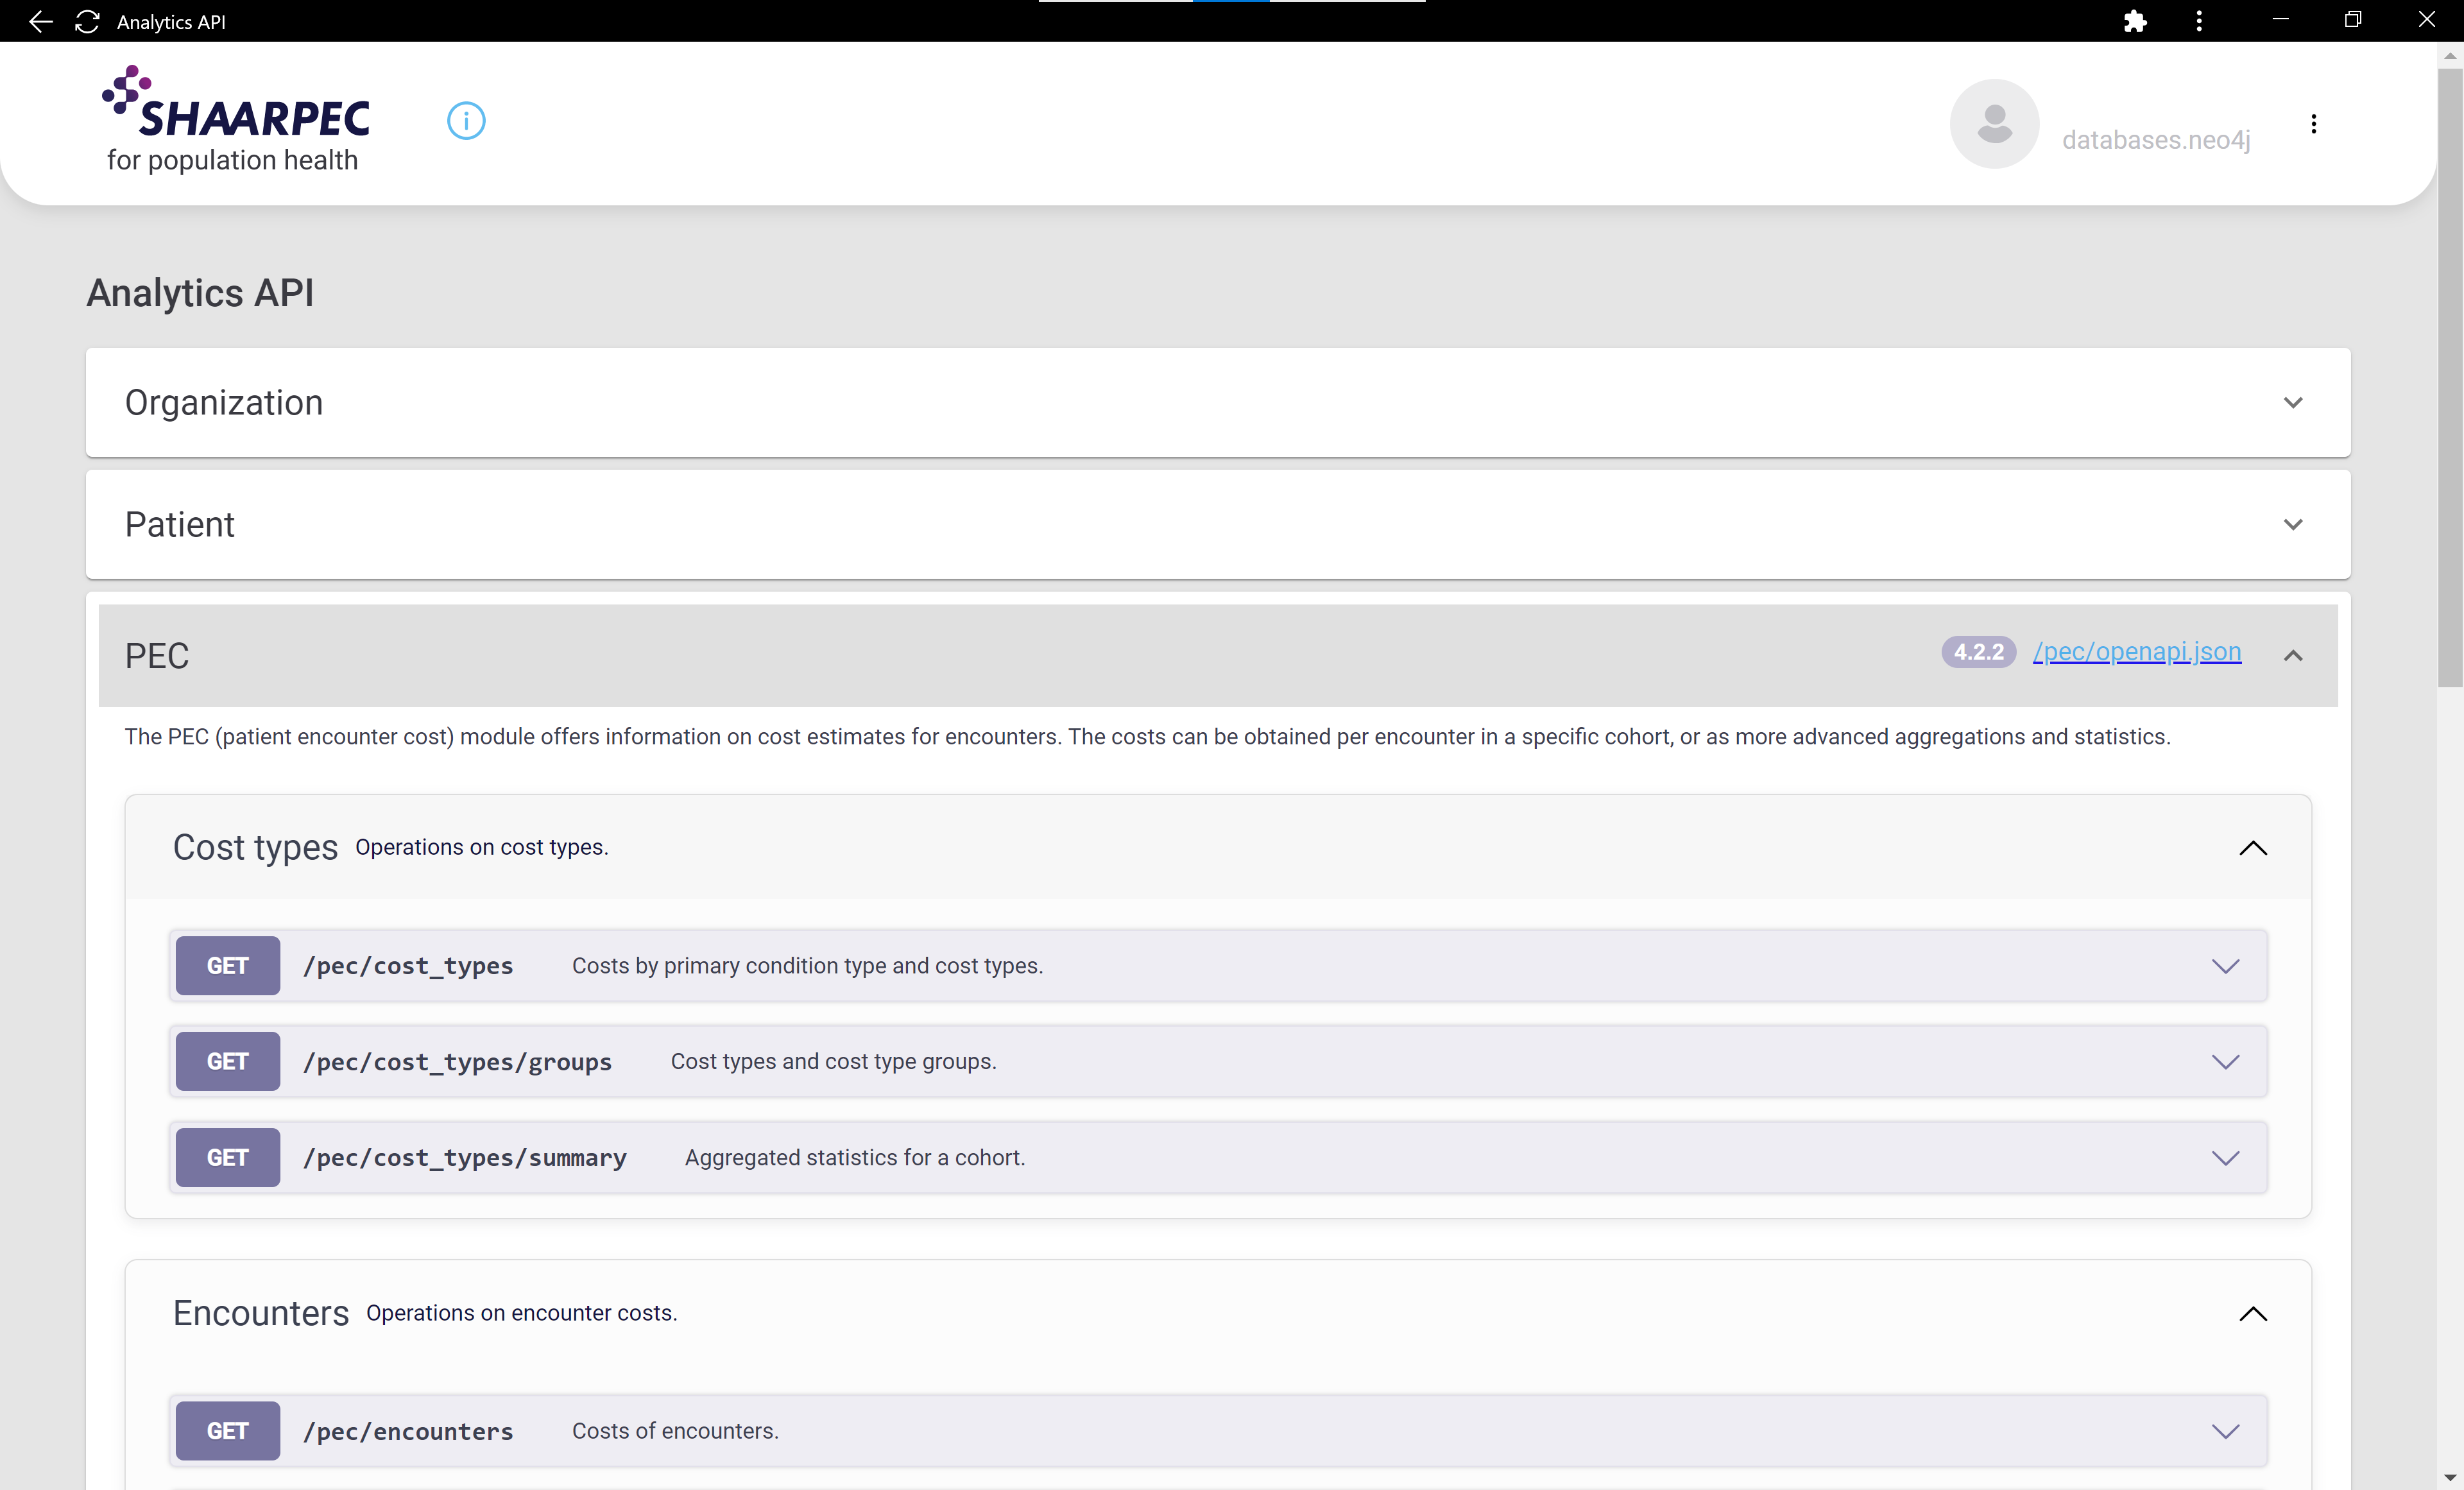 Analytics API
SHAARPEC
for population health
i
databases.neo4j
Analytics API
Organization
Patient
PEC 4.2.2 /pec/openapi.json
The PEC (patient encounter cost) module offers information on cost estimates for encounters. The costs can be obtained per encounter in a specific cohort, or as more advanced aggregations and statistics.
Cost types Operations on cost types.
GET /pec/cost_types Costs by primary condition type and cost types.
GET /pec/cost_types/groups Cost types and cost type groups.
GET /pec/cost_types/summary Aggregated statistics for a cohort.
Encounters Operations on encounter costs.
GET /pec/encounters Costs of encounters.